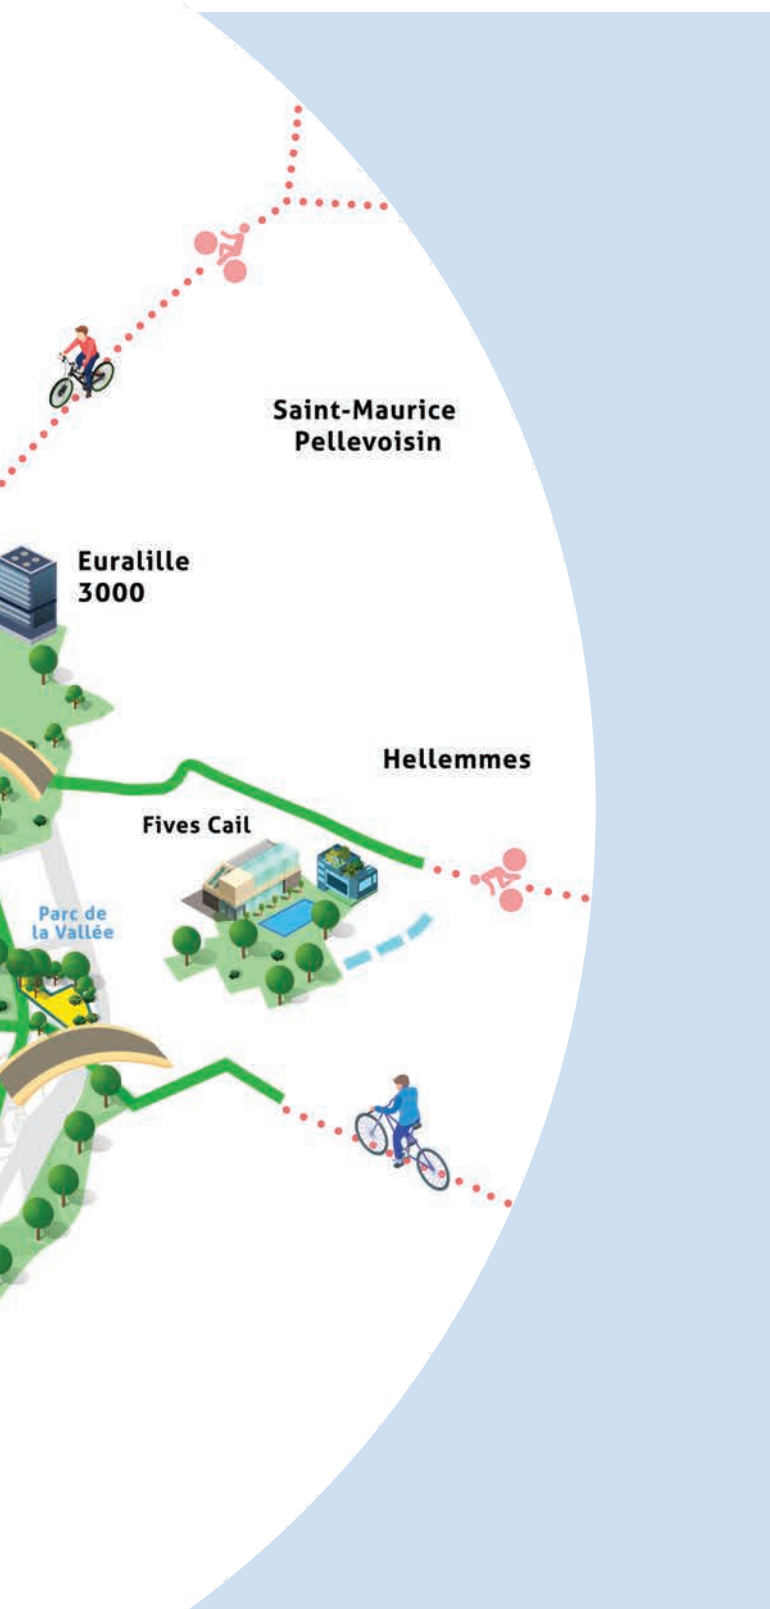 Saint-Maurice
Pellevoisin
Euralille
3000
Hellemmes
Fives Cail
Parc de
la Vallée